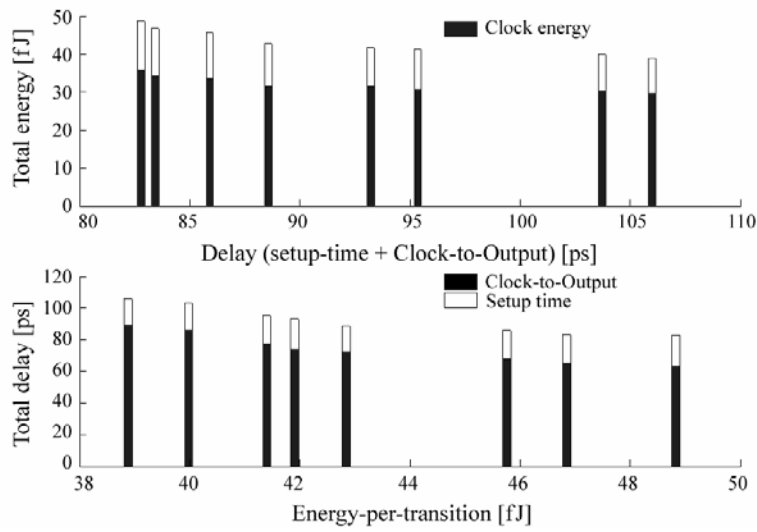 50
40
30
20
10
0
Total energy [fJ]
Clock energy
80 85 90 95 100 105 110
Delay (setup-time + Clock-to-Output) [ps]
120
100
80
60
40
20
0
Total delay [ps]
Clock-to-Output
Setup time
38 40 42 44 46 48 50
Energy-per-transition [fJ]